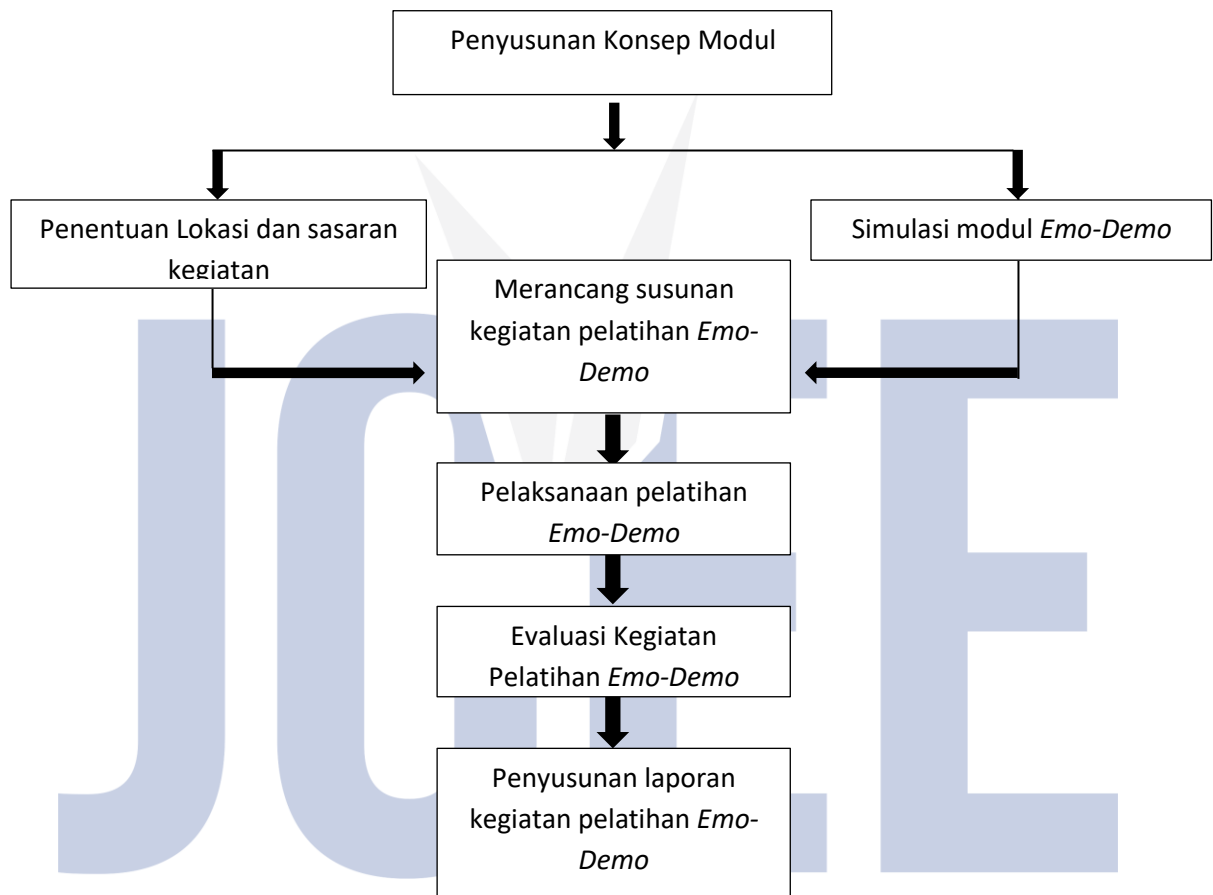 Penyusunan Konsep Modul
Penentuan Lokasi dan sasaran
kegiatan
Simulasi modul Emo-Demo
Merancang susunan
kegiatan pelatihan Emo-
Demo
Pelaksanaan pelatihan
Emo-Demo
Evaluasi Kegiatan
Pelatihan Emo-Demo
Penyusunan laporan
kegiatan pelatihan Emo-
Demo